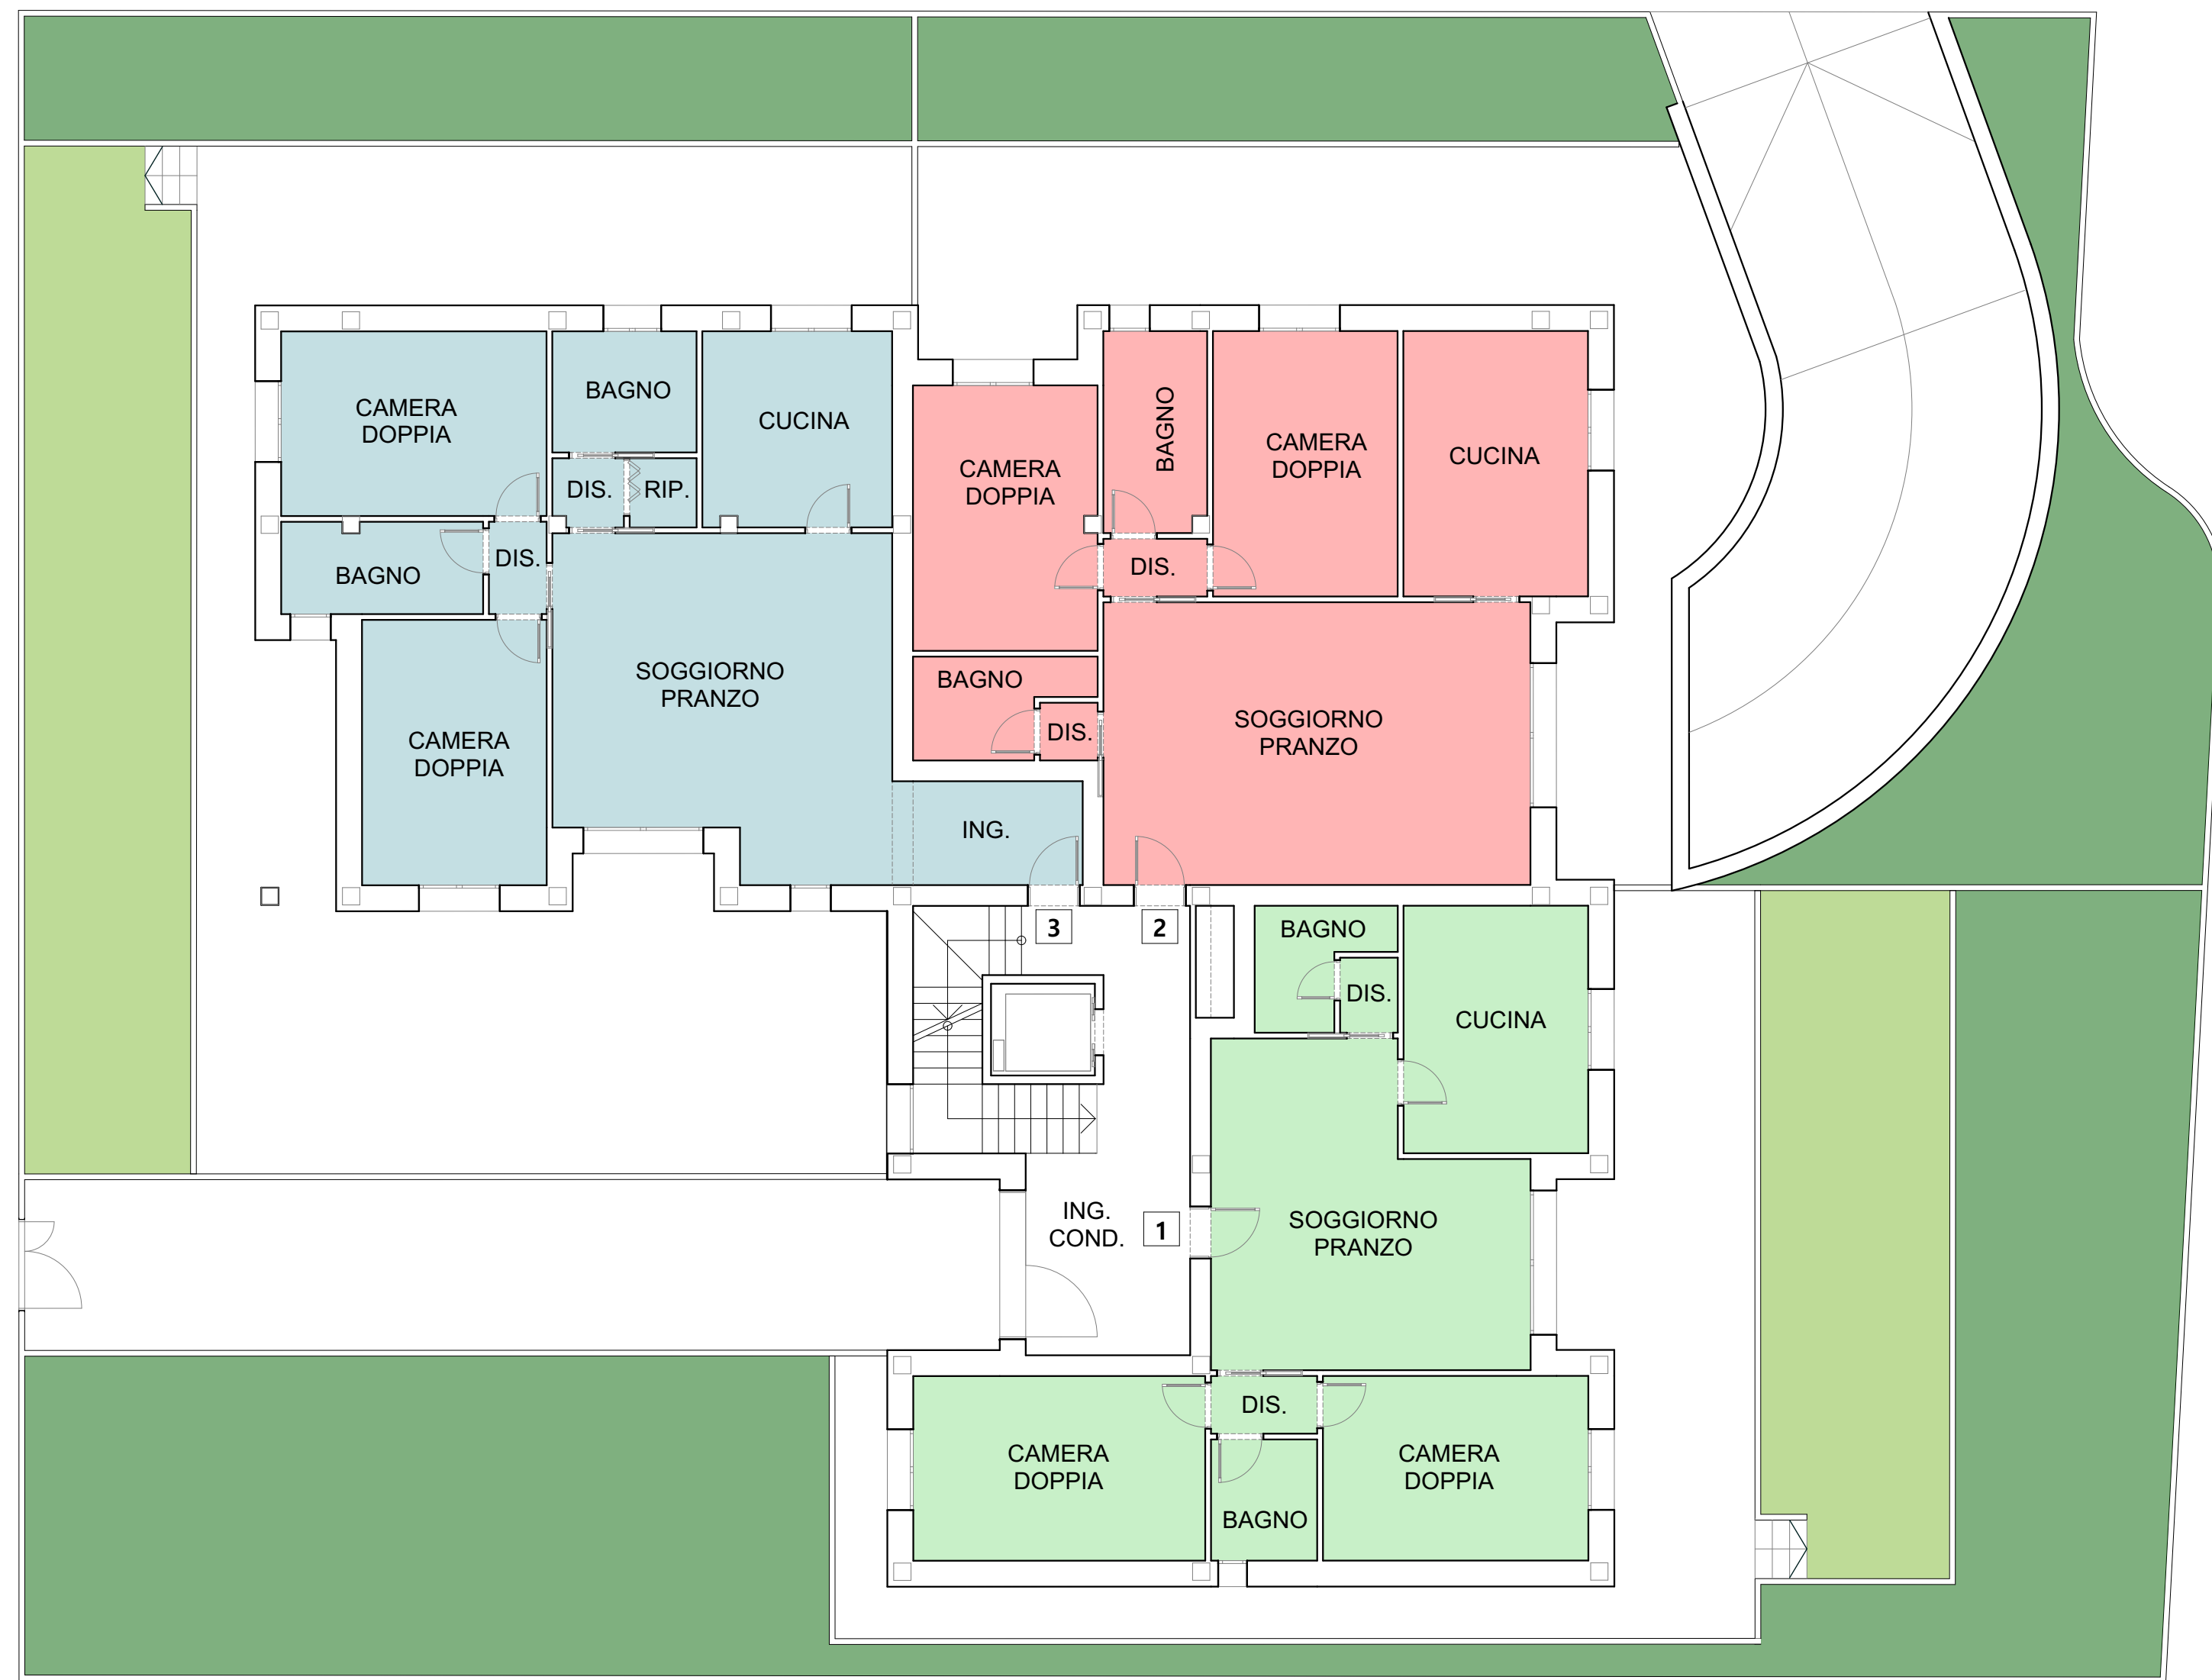 CAMERA
DOPPIA
BAGNO
CUCINA
DIS.
RIP.
BAGNO
DIS.
SOGGIORNO
PRANZO
CAMERA
DOPPIA
ING.
CAMERA
DOPPIA
BAGNO
CAMERA
DOPPIA
CUCINA
DIS.
BAGNO
DIS.
SOGGIORNO
PRANZO
3
2
BAGNO
DIS.
CUCINA
ING.
COND.
1
SOGGIORNO
PRANZO
DIS.
CAMERA
DOPPIA
BAGNO
CAMERA
DOPPIA